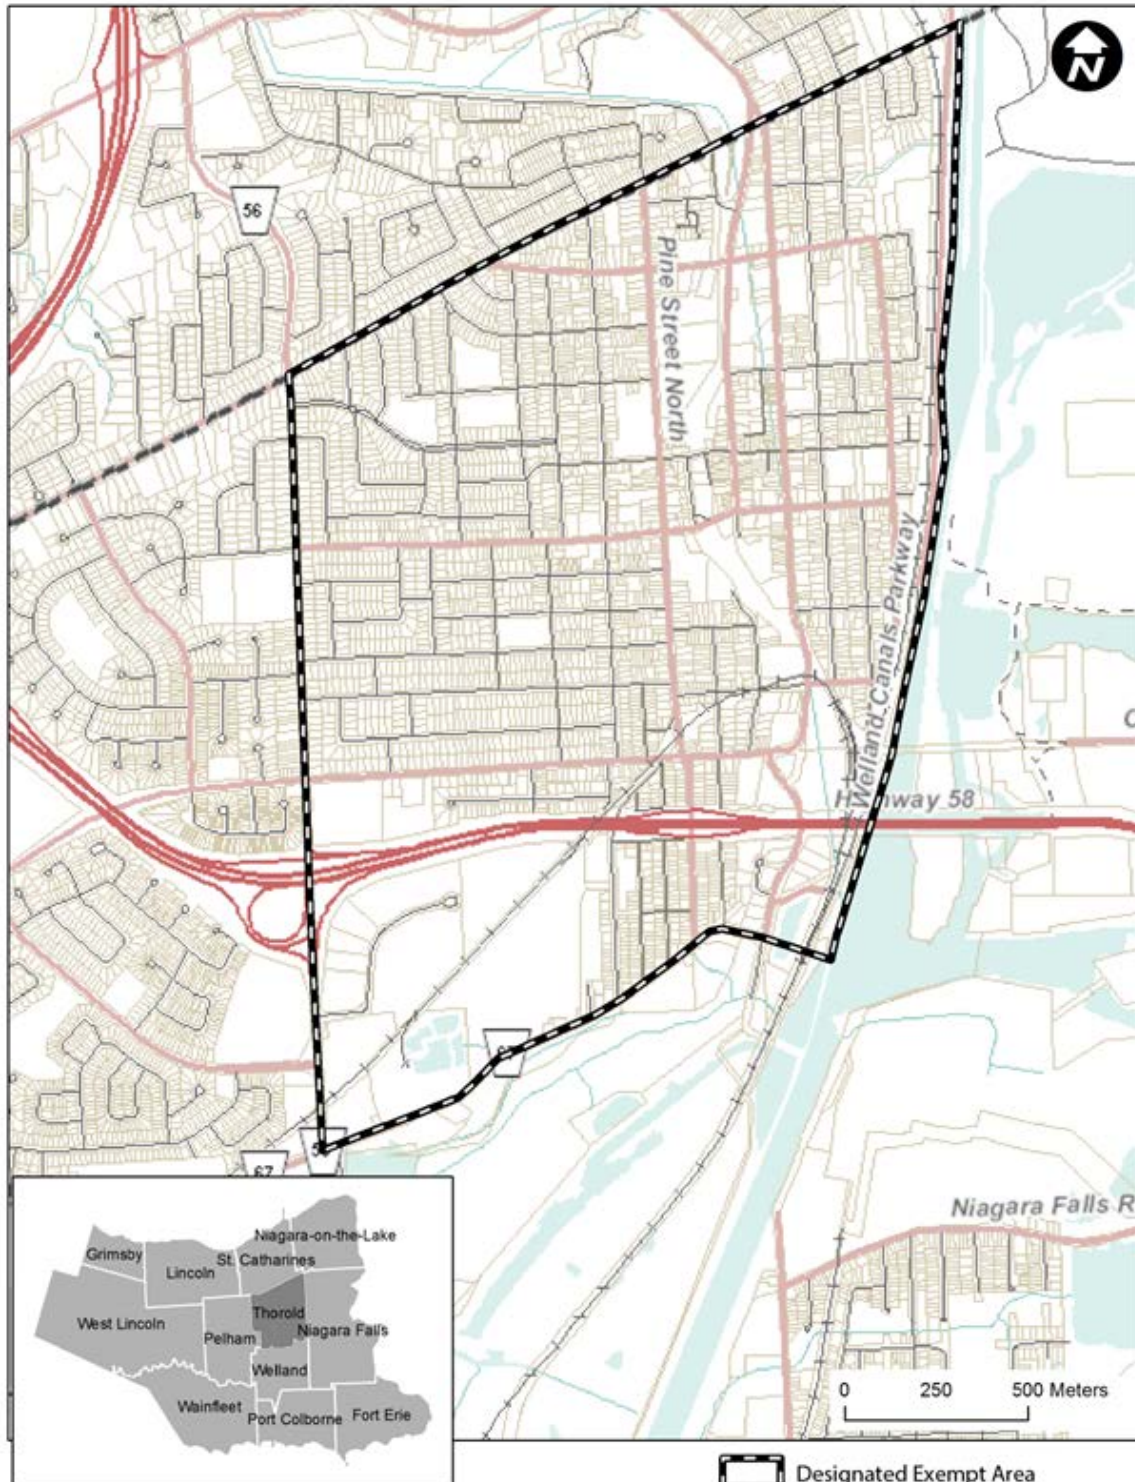 N
56
Pine Street North
Welland Canals Parkway
Highway 58
67
Niagara Falls R
Grimsby
Lincoln
St. Catharines
Niagara-on-the-Lake
West Lincoln
Pelham
Thorold
Niagara Falls
Welland
Wainfleet
Port Colborne
Fort Erie
0 250 500 Meters
Designated Exempt Area